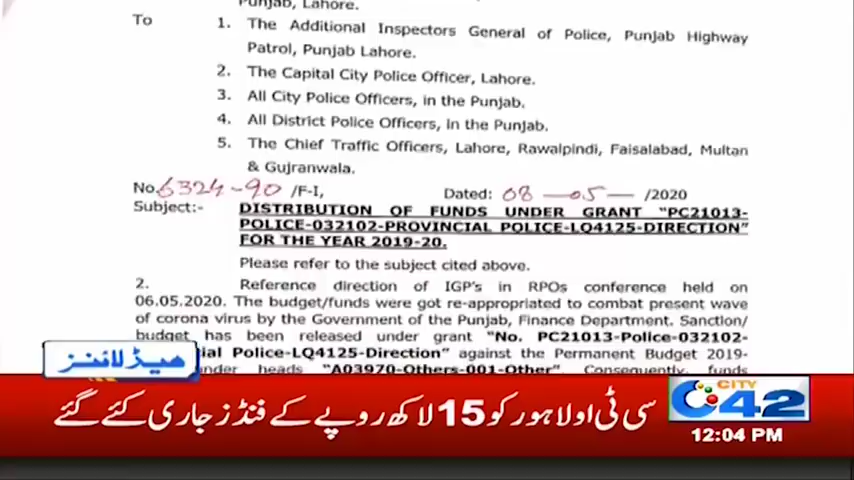 Punjab, Lahore.
To 1. The Additional Inspectors General of Police, Punjab Highway
Patrol, Punjab Lahore.
2. The Capital City Police Officer, Lahore.
3. All City Police Officers, in the Punjab.
4. All District Police Officers, in the Punjab.
5. The Chief Traffic Officers, Lahore, Rawalpindi, Faisalabad, Multan
& Gujranwala.
No. 6324-90 /F-I, Dated: 08 — 05 — /2020
Subject:- DISTRIBUTION OF FUNDS UNDER GRANT "PC21013-
POLICE-032102-PROVINCIAL POLICE-LQ4125-DIRECTION"
FOR THE YEAR 2019-20.
Please refer to the subject cited above.
2. Reference direction of IGP's in RPOs conference held on
06.05.2020. The budget/funds were got re-appropriated to combat present wave
of corona virus by the Government of the Punjab, Finance Department. Sanction/
budget has been released under grant "No. PC21013-Police-032102-
Police-LQ4125-Direction" against the Permanent Budget 2019-
heads "A03970-Others-001-Other". Consequently, funds
ہیڈلائنز
سی ٹی او لاہور کو 15 لاکھ روپے کے فنڈز جاری کئے گئے
CITY
42
12:04 PM